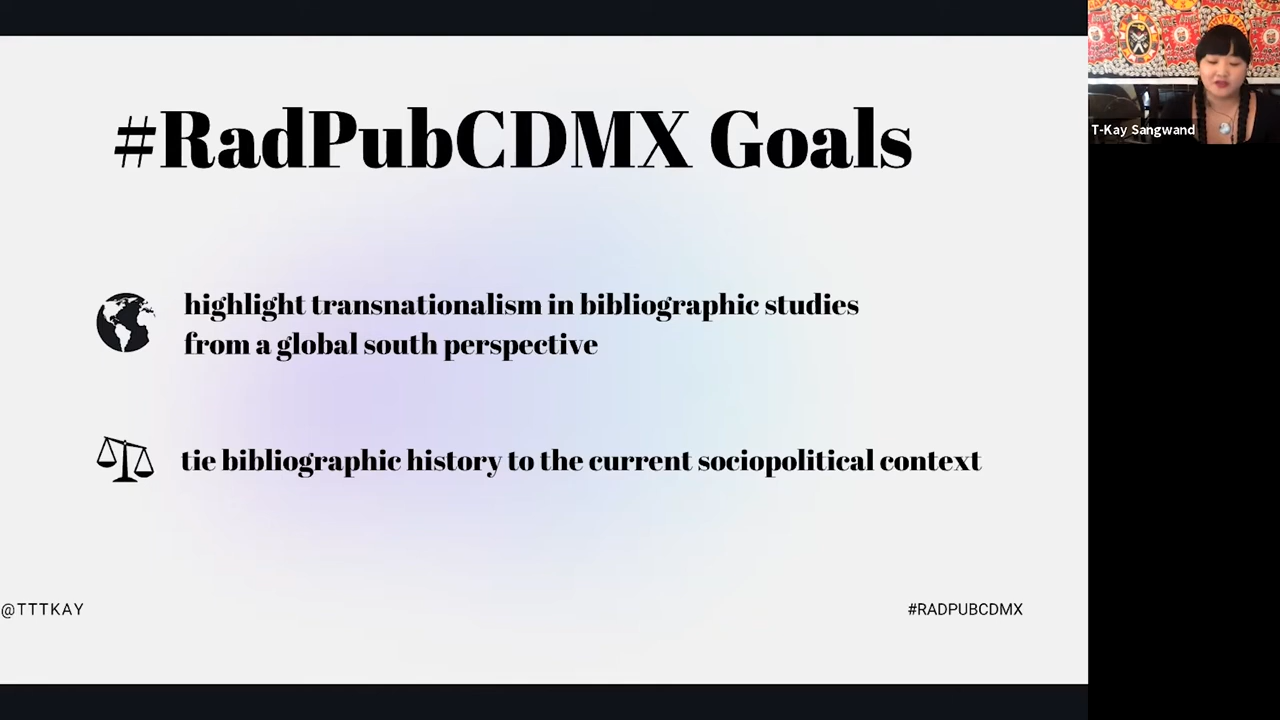 #RadPubCDMX Goals
highlight transnationalism in bibliographic studies
from a global south perspective
tie bibliographic history to the current sociopolitical context
@TTTKAY
#RADPUBCDMX
T-Kay Sangwand